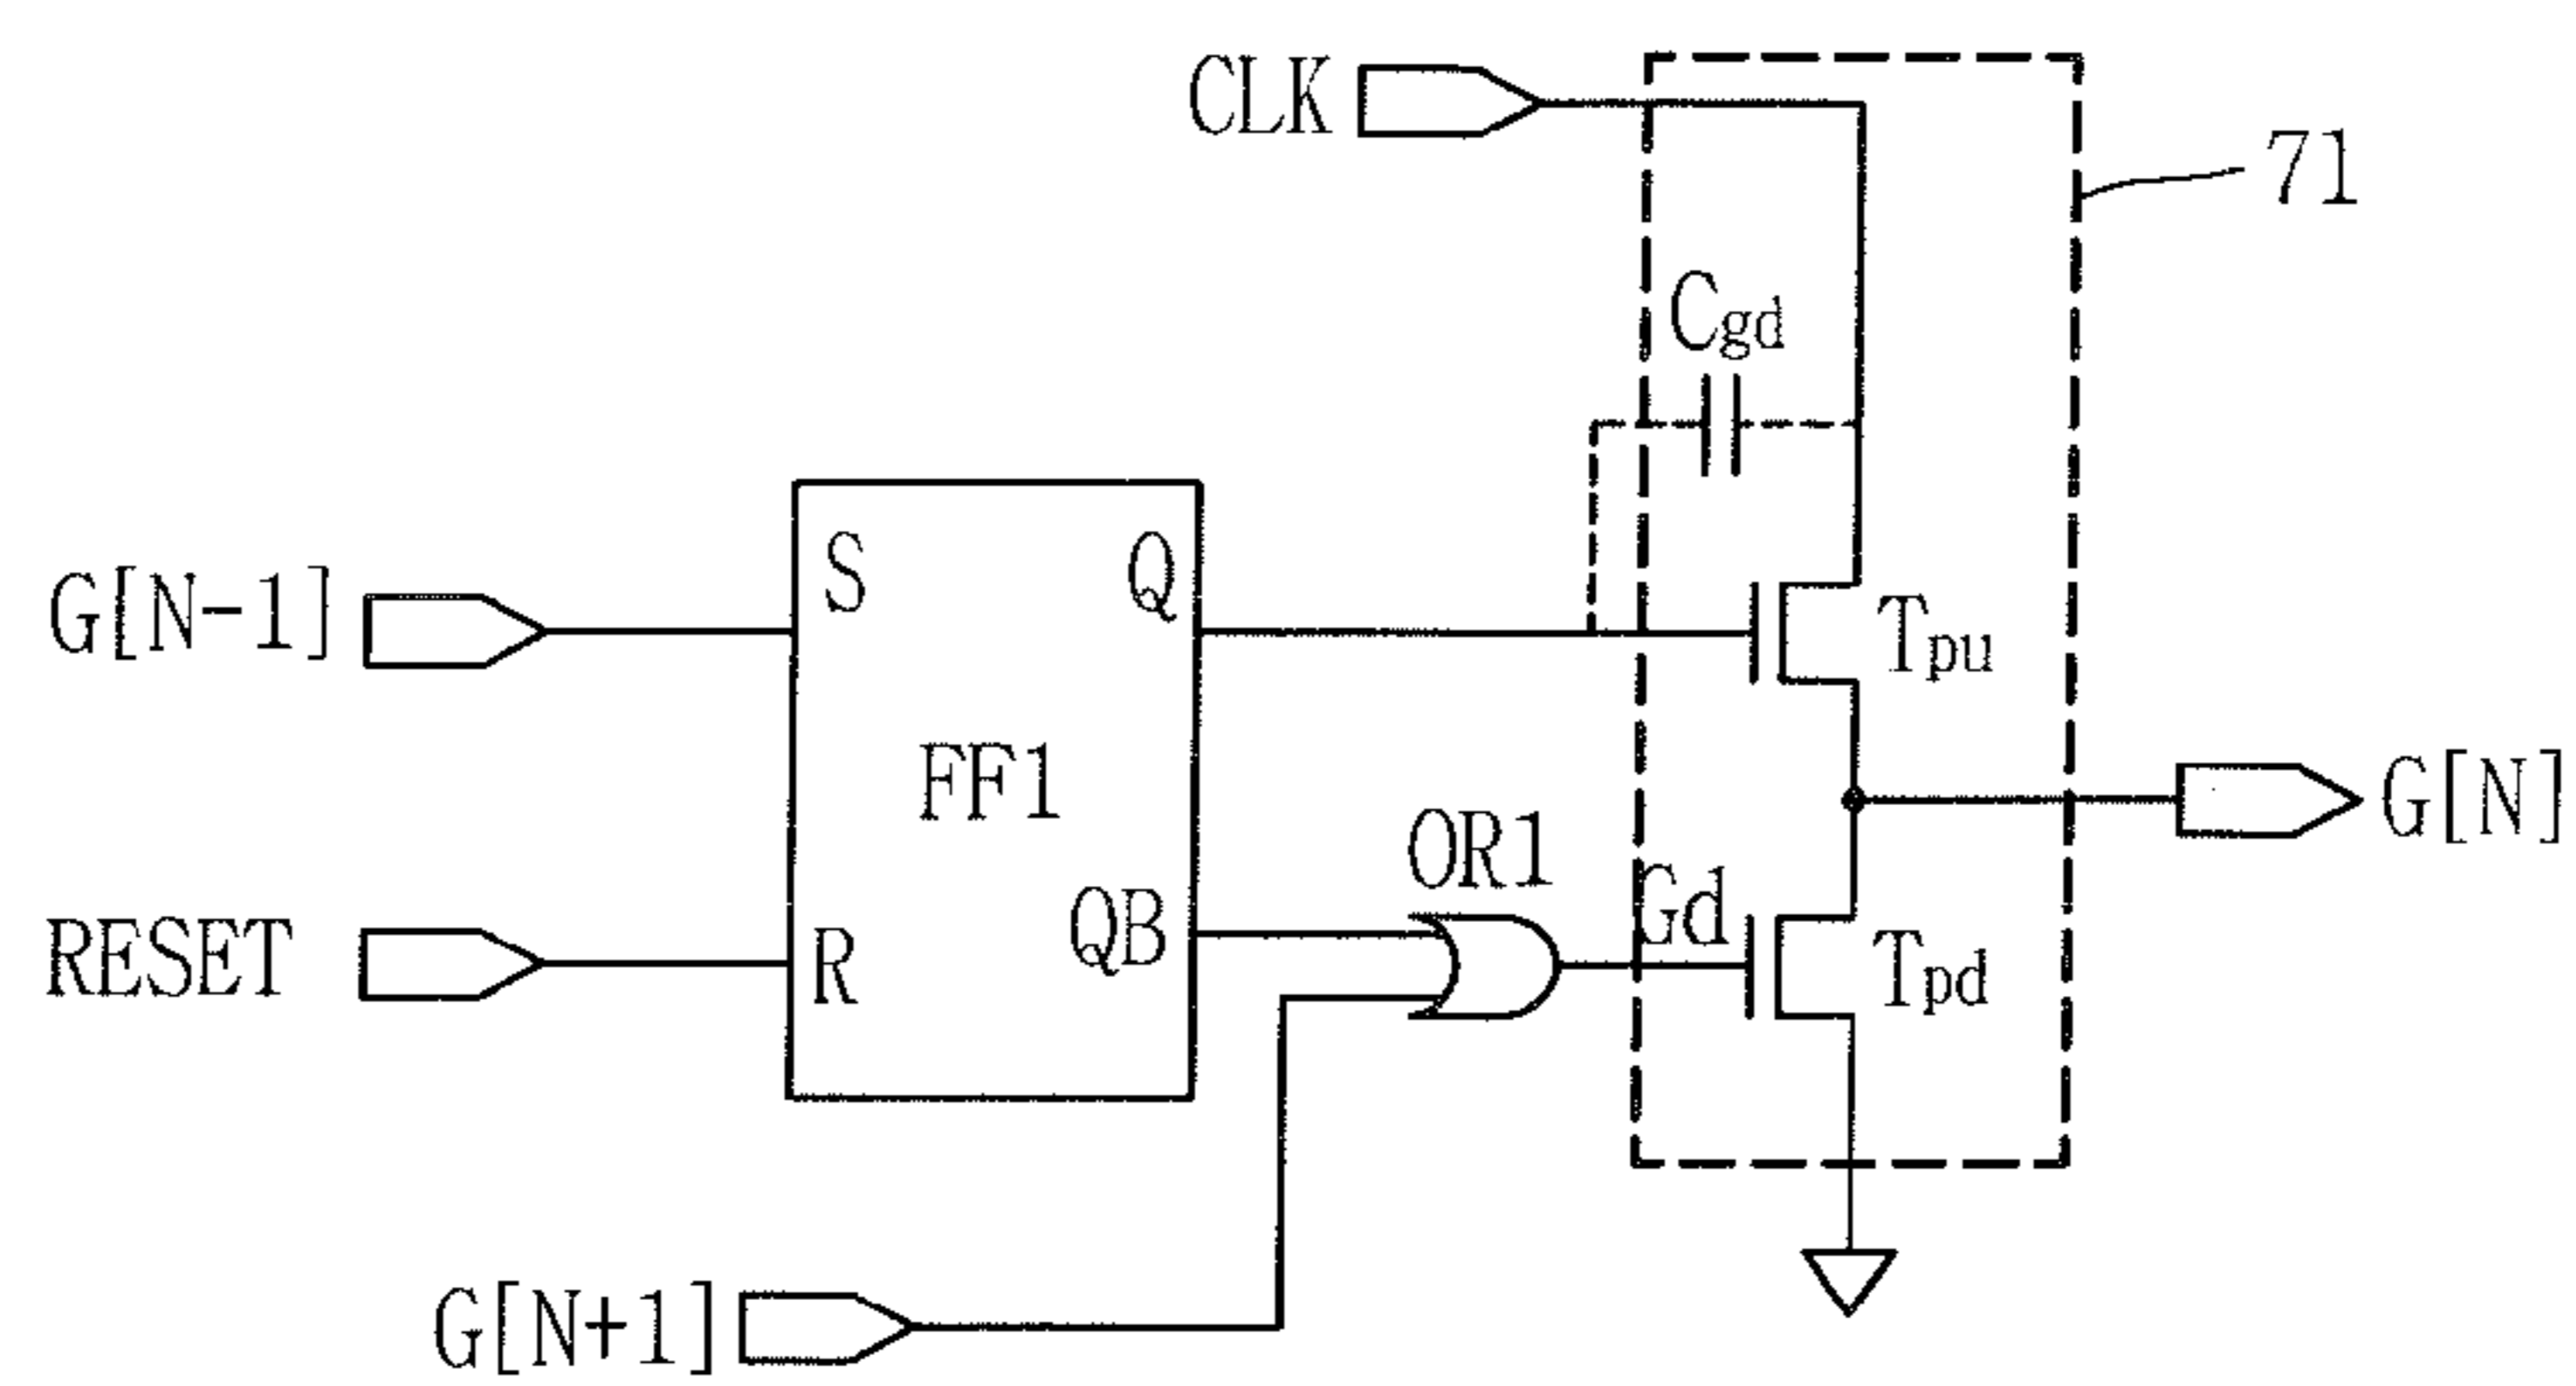 CLK
71
Cgd
G[N-1]
S
Q
Tpu
FF1
G[N]
OR1
Gd
QB
RESET
R
Tpd
G[N+1]